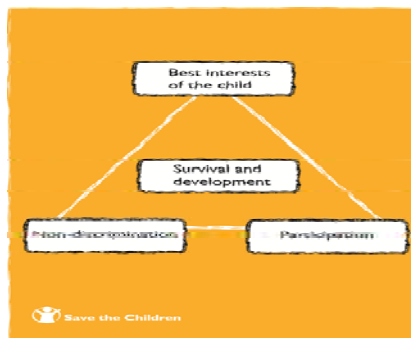 Best interests
of the child
Survival and
development
Non-discrimination
Participation
Save the Children